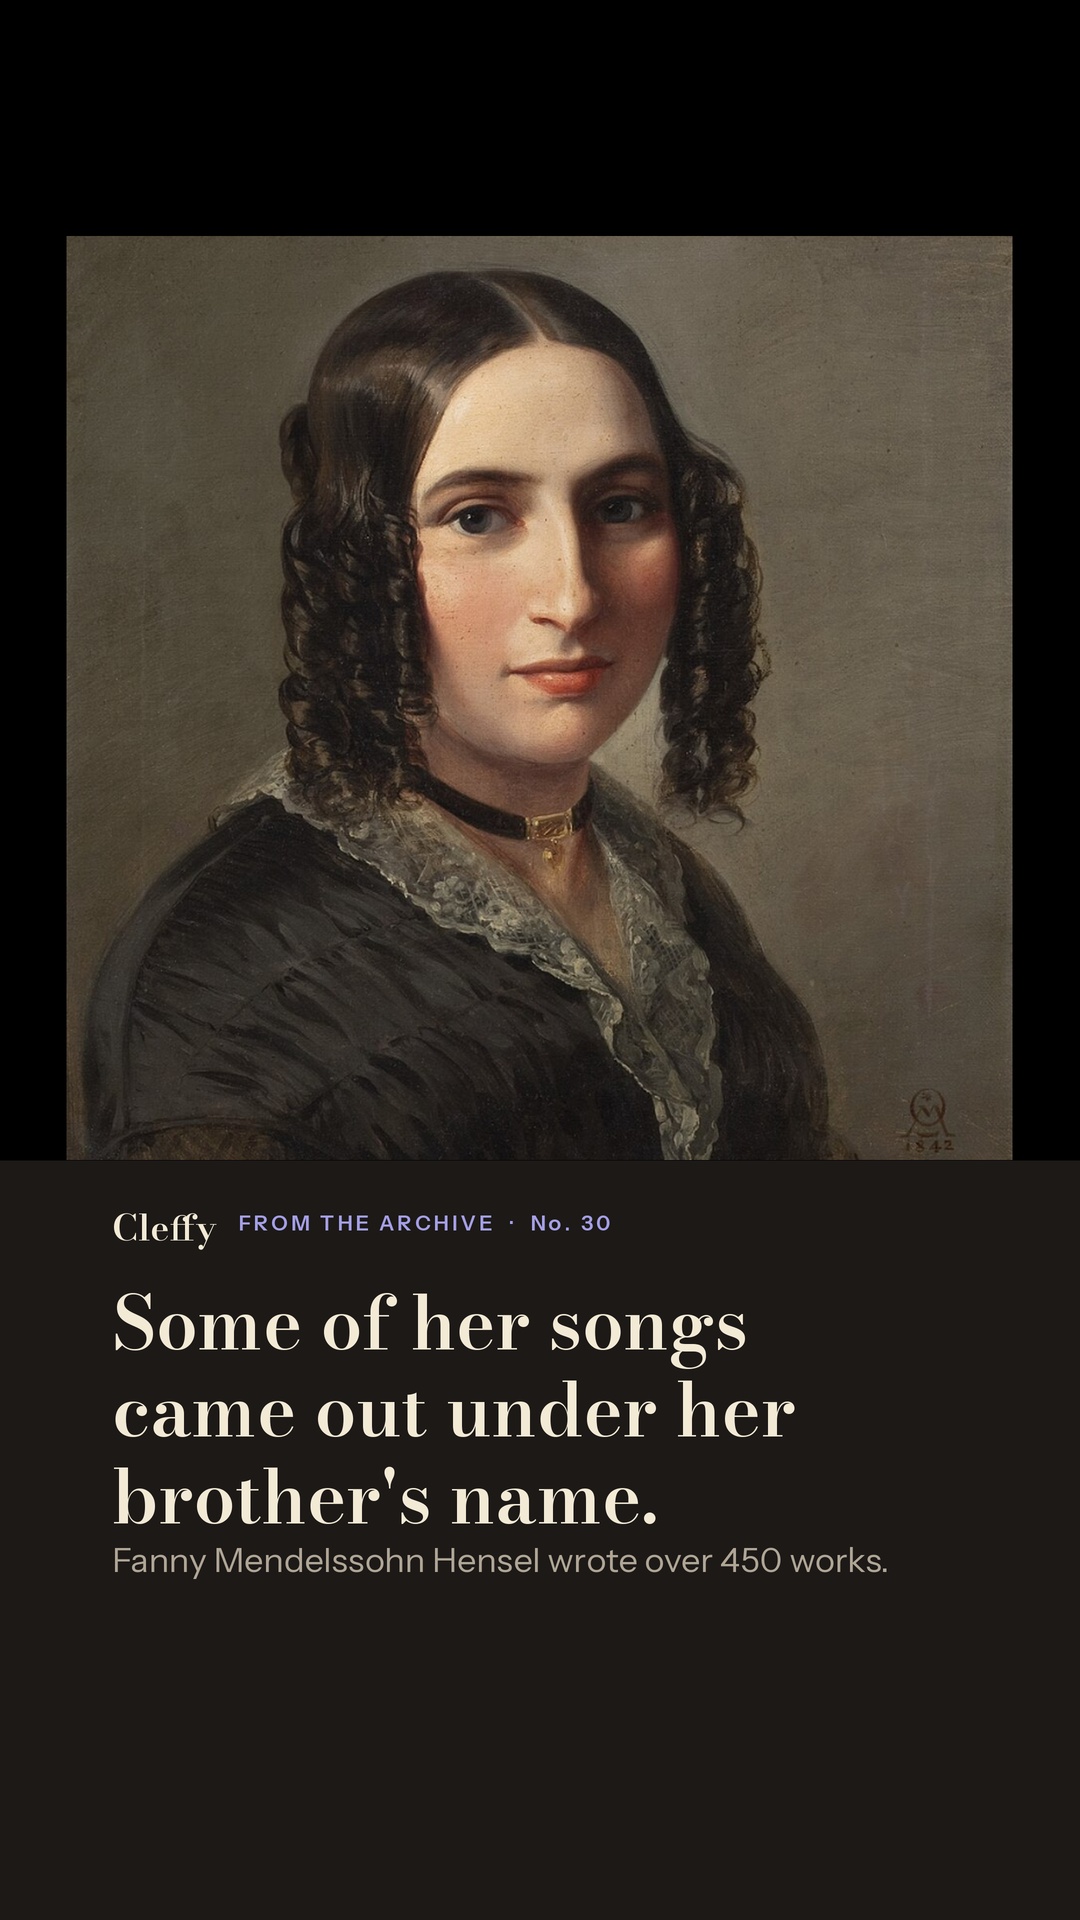 1842
Cleffy FROM THE ARCHIVE · No. 30
Some of her songs
came out under her
brother's name.
Fanny Mendelssohn Hensel wrote over 450 works.